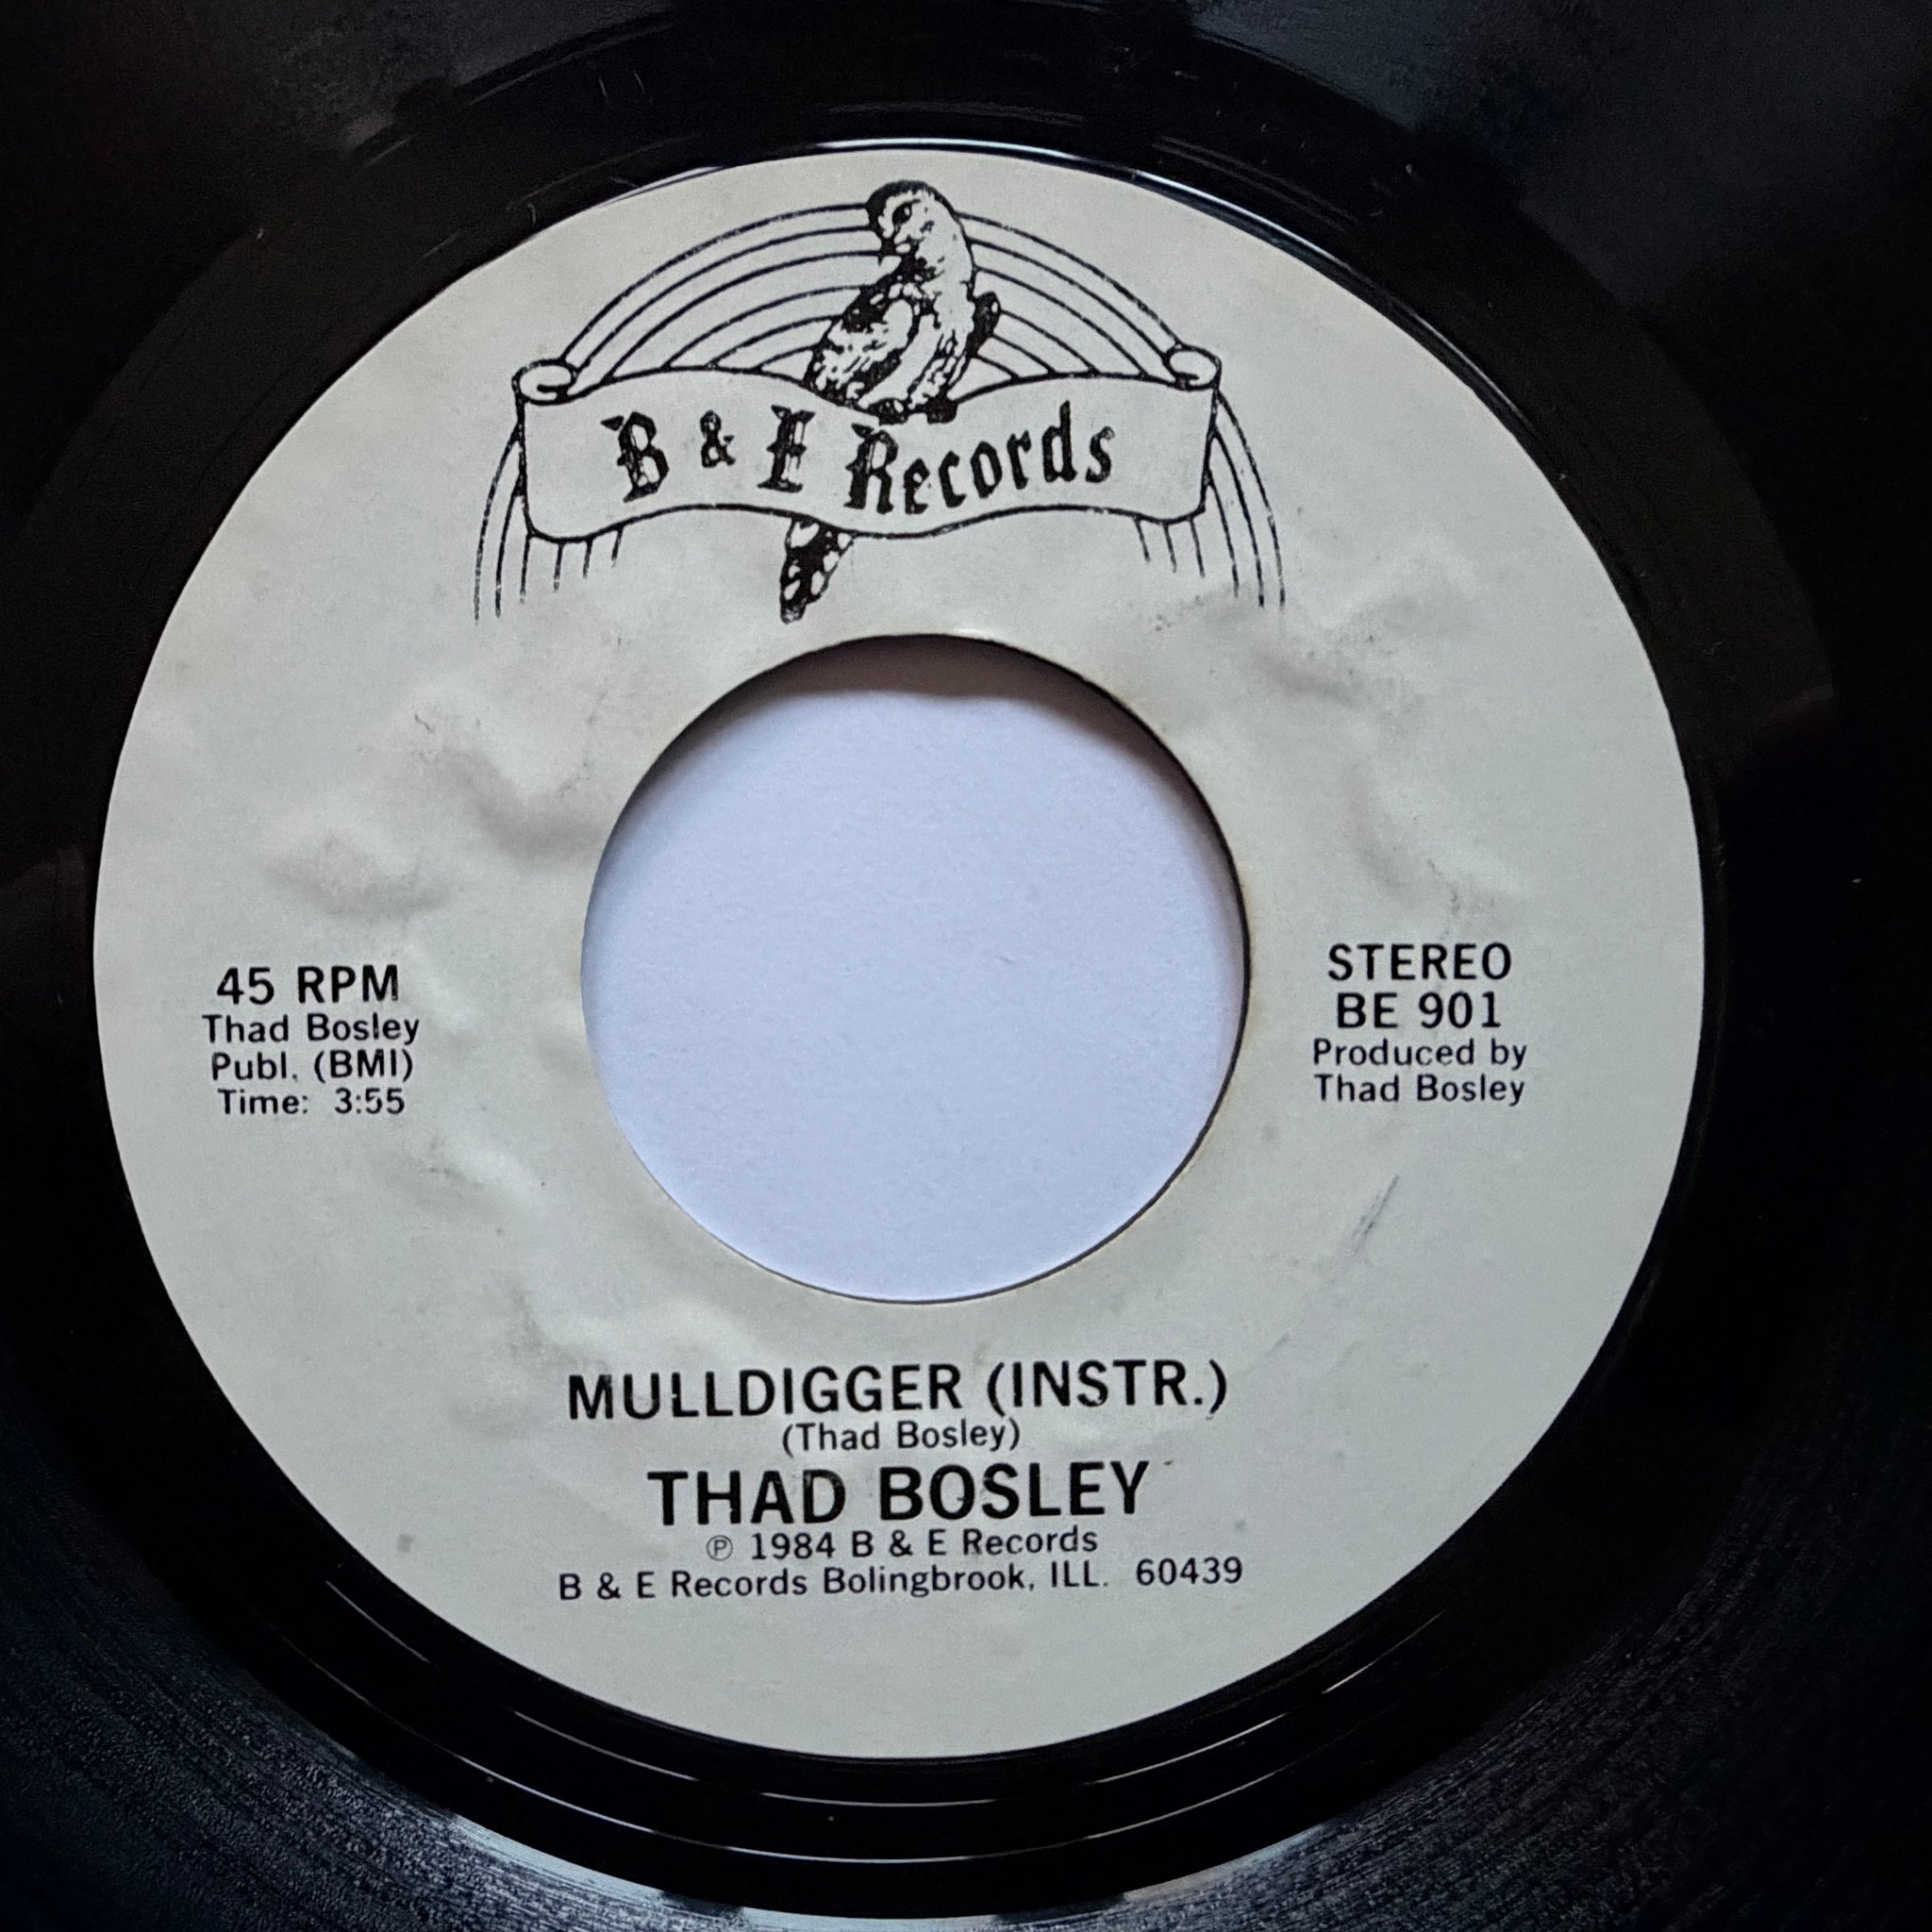 B & E Records
45 RPM
Thad Bosley
Publ. (BMI)
Time: 3:55
STEREO
BE 901
Produced by
Thad Bosley
MULLDIGGER (INSTR.)
(Thad Bosley)
THAD BOSLEY
℗ 1984 B & E Records
B & E Records Bolingbrook, ILL. 60439